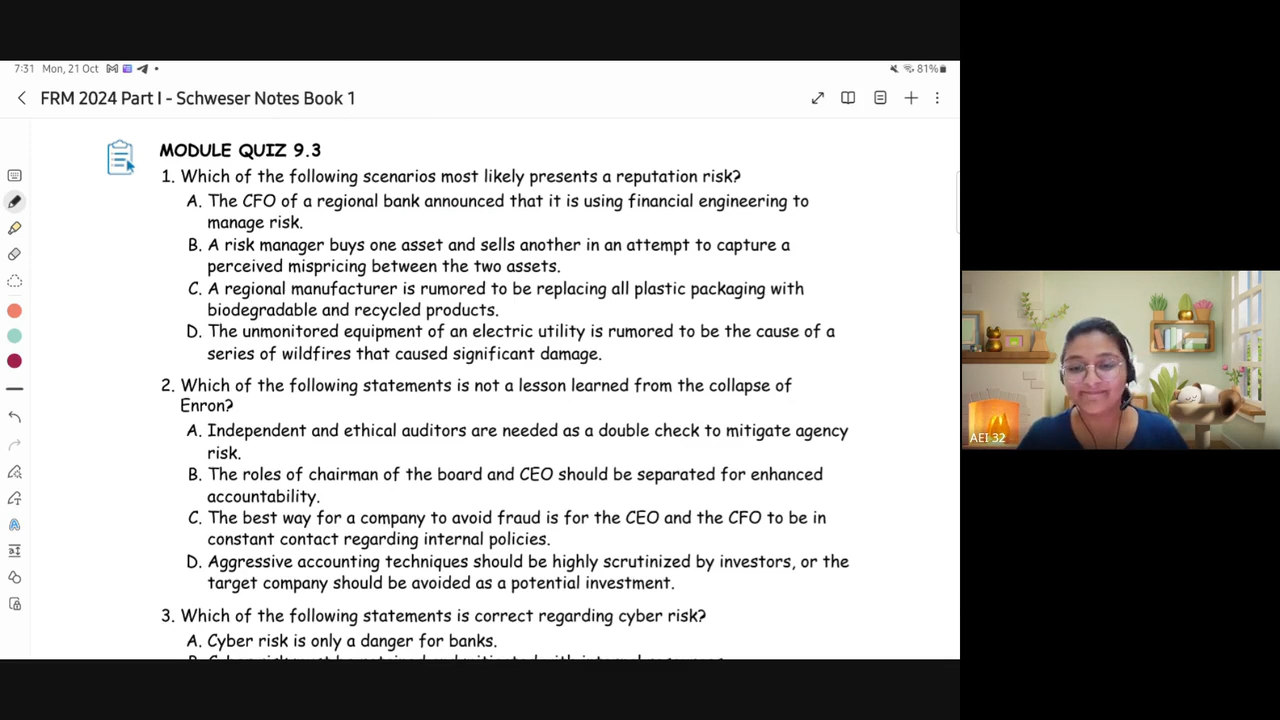 7:31 Mon, 21 Oct
81%
FRM 2024 Part I - Schweser Notes Book 1
MODULE QUIZ 9.3
1. Which of the following scenarios most likely presents a reputation risk?
A. The CFO of a regional bank announced that it is using financial engineering to
manage risk.
B. A risk manager buys one asset and sells another in an attempt to capture a
perceived mispricing between the two assets.
C. A regional manufacturer is rumored to be replacing all plastic packaging with
biodegradable and recycled products.
D. The unmonitored equipment of an electric utility is rumored to be the cause of a
series of wildfires that caused significant damage.
2. Which of the following statements is not a lesson learned from the collapse of
Enron?
A. Independent and ethical auditors are needed as a double check to mitigate agency
risk.
B. The roles of chairman of the board and CEO should be separated for enhanced
accountability.
C. The best way for a company to avoid fraud is for the CEO and the CFO to be in
constant contact regarding internal policies.
D. Aggressive accounting techniques should be highly scrutinized by investors, or the
target company should be avoided as a potential investment.
3. Which of the following statements is correct regarding cyber risk?
A. Cyber risk is only a danger for banks.
AEI 32